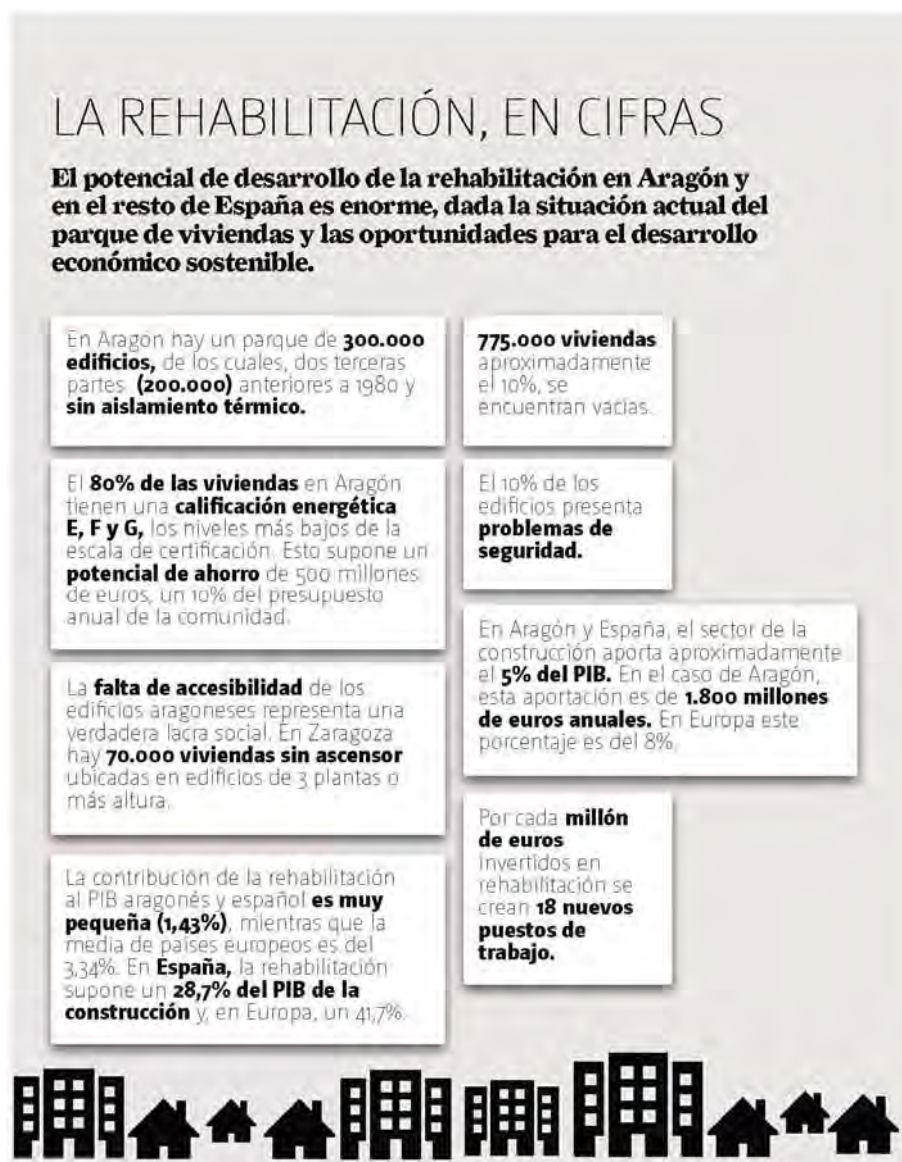 LA REHABILITACIÓN, EN CIFRAS
El potencial de desarrollo de la rehabilitación en Aragón y
en el resto de España es enorme, dada la situación actual del
parque de viviendas y las oportunidades para el desarrollo
económico sostenible.
En Aragón hay un parque de 300.000
edificios, de los cuales, dos terceras
partes (200.000) anteriores a 1980 y
sin aislamiento térmico.
775.000 viviendas
aproximadamente
el 10%, se
encuentran vacías.
El 80% de las viviendas en Aragón
tienen una calificación energética
E, F y G, los niveles más bajos de la
escala de certificación. Esto supone un
potencial de ahorro de 500 millones
de euros, un 10% del presupuesto
anual de la comunidad.
El 10% de los
edificios presenta
problemas de
seguridad.
En Aragón y España, el sector de la
construcción aporta aproximadamente
el 5% del PIB. En el caso de Aragón,
esta aportación es de 1.800 millones
de euros anuales. En Europa este
porcentaje es del 8%
La falta de accesibilidad de los
edificios aragoneses representa una
verdadera lacra social. En Zaragoza
hay 70.000 viviendas sin ascensor
ubicadas en edificios de 3 plantas o
más altura.
Por cada millón
de euros
invertidos en
rehabilitación se
crean 18 nuevos
puestos de
trabajo.
La contribución de la rehabilitación
al PIB aragonés y español es muy
pequeña (1,43%), mientras que la
media de países europeos es del
3,34%. En España, la rehabilitación
supone un 28,7% del PIB de la
construcción y, en Europa, un 41,7%.